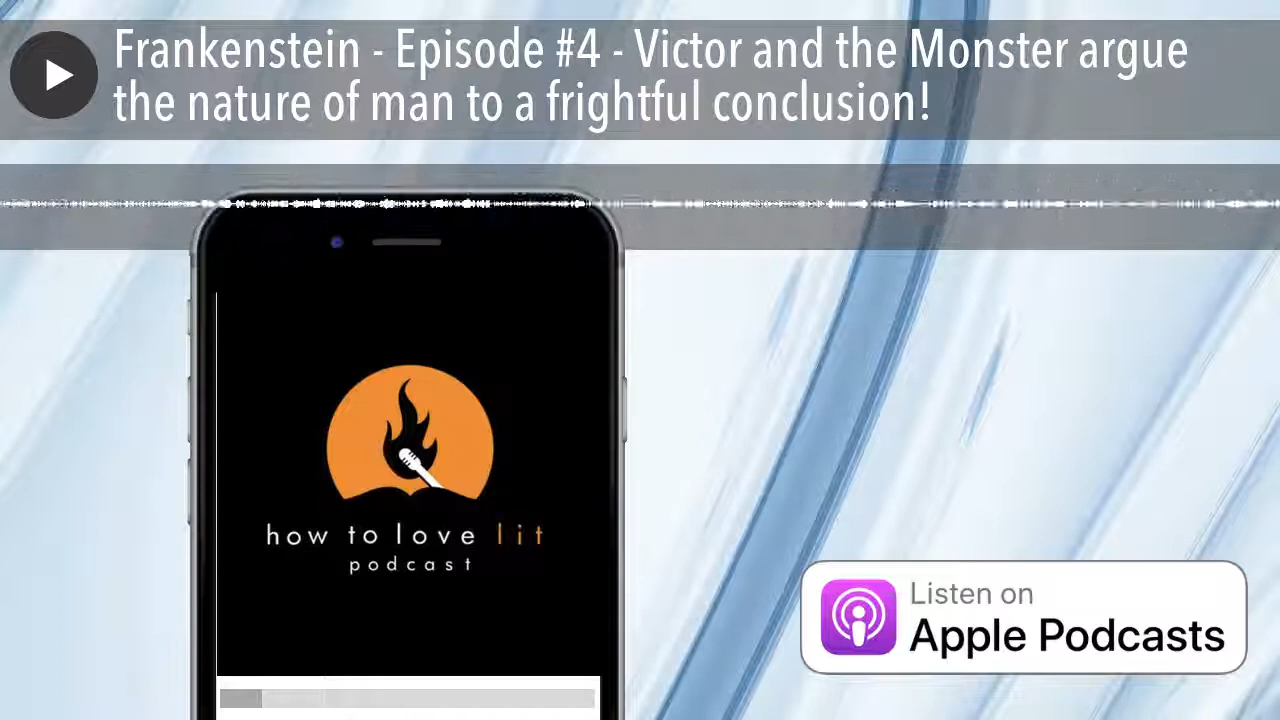 Frankenstein - Episode #4 - Victor and the Monster argue
the nature of man to a frightful conclusion!
how to love lit
podcast
Listen on
Apple Podcasts